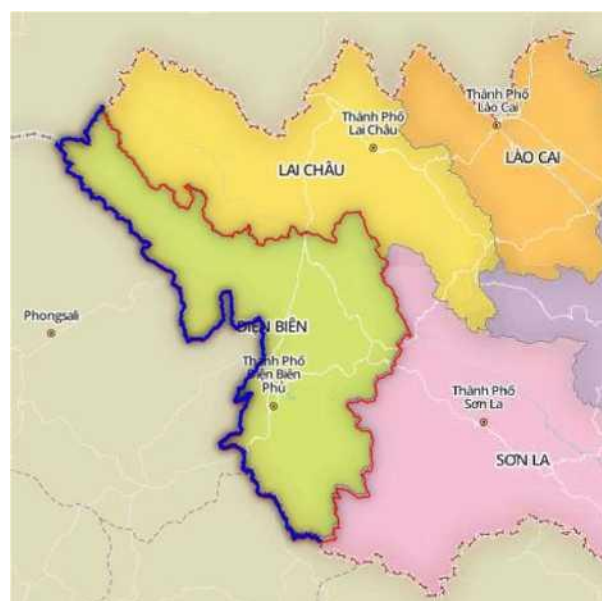 Thành Phố
Lào Cai
Thành Phố
Lai Châu
LÀO CAI
LAI CHÂU
Phongsali
ĐIỆN BIÊN
Thành Phố
Điện Biên
Phủ
Thành Phố
Sơn La
SƠN LA